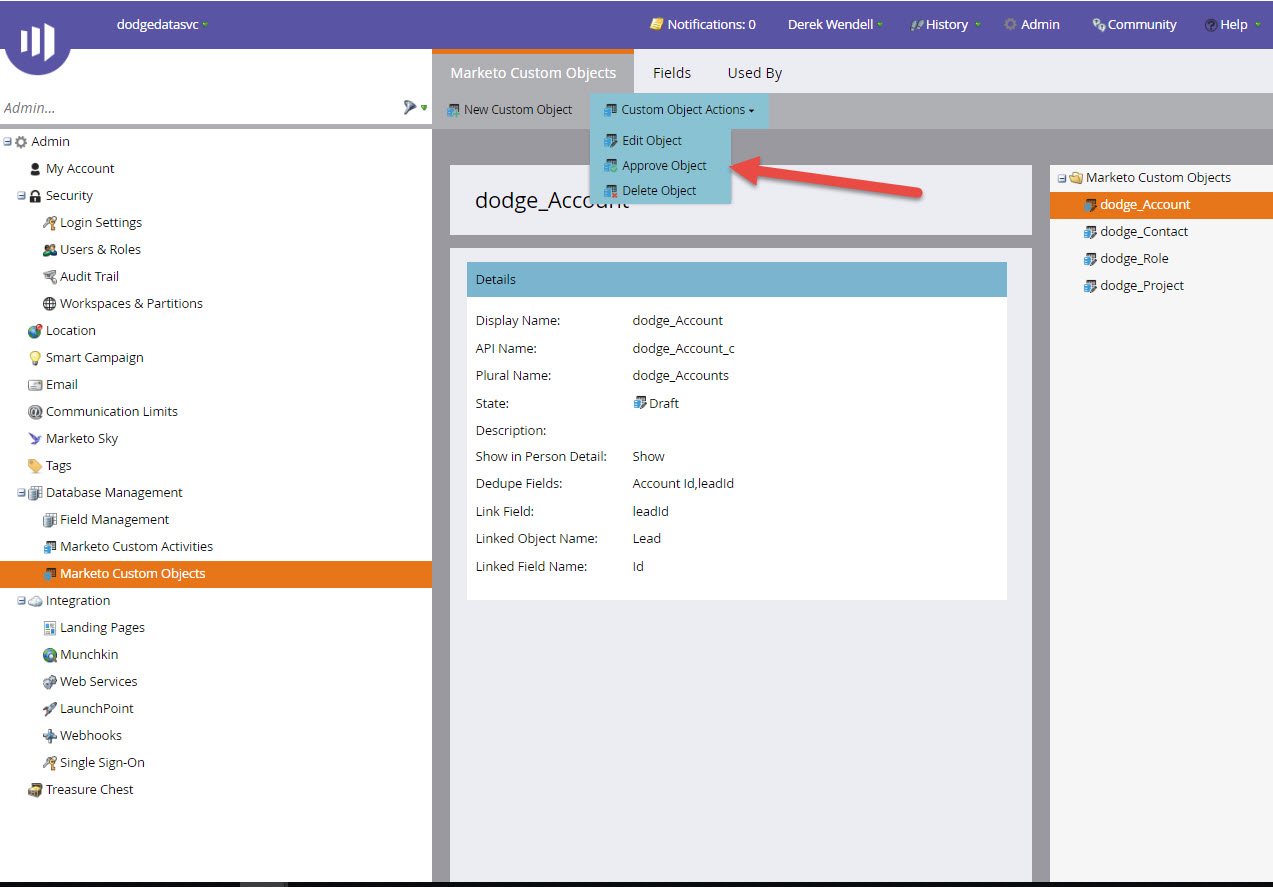 dodgedatasvc
Notifications: 0
Derek Wendell
History
Admin
Community
Help
Admin...
Marketo Custom Objects
Fields
Used By
New Custom Object
Custom Object Actions
Edit Object
Approve Object
Delete Object
Admin
My Account
Security
Login Settings
Users & Roles
Audit Trail
Workspaces & Partitions
Location
Smart Campaign
Email
Communication Limits
Marketo Sky
Tags
Database Management
Field Management
Marketo Custom Activities
Marketo Custom Objects
Integration
Landing Pages
Munchkin
Web Services
LaunchPoint
Webhooks
Single Sign-On
Treasure Chest
dodge_Account
Details
Display Name: dodge_Account
API Name: dodge_Account_c
Plural Name: dodge_Accounts
State: Draft
Description:
Show in Person Detail: Show
Dedupe Fields: Account Id,leadId
Link Field: leadId
Linked Object Name: Lead
Linked Field Name: Id
Marketo Custom Objects
dodge_Account
dodge_Contact
dodge_Role
dodge_Project